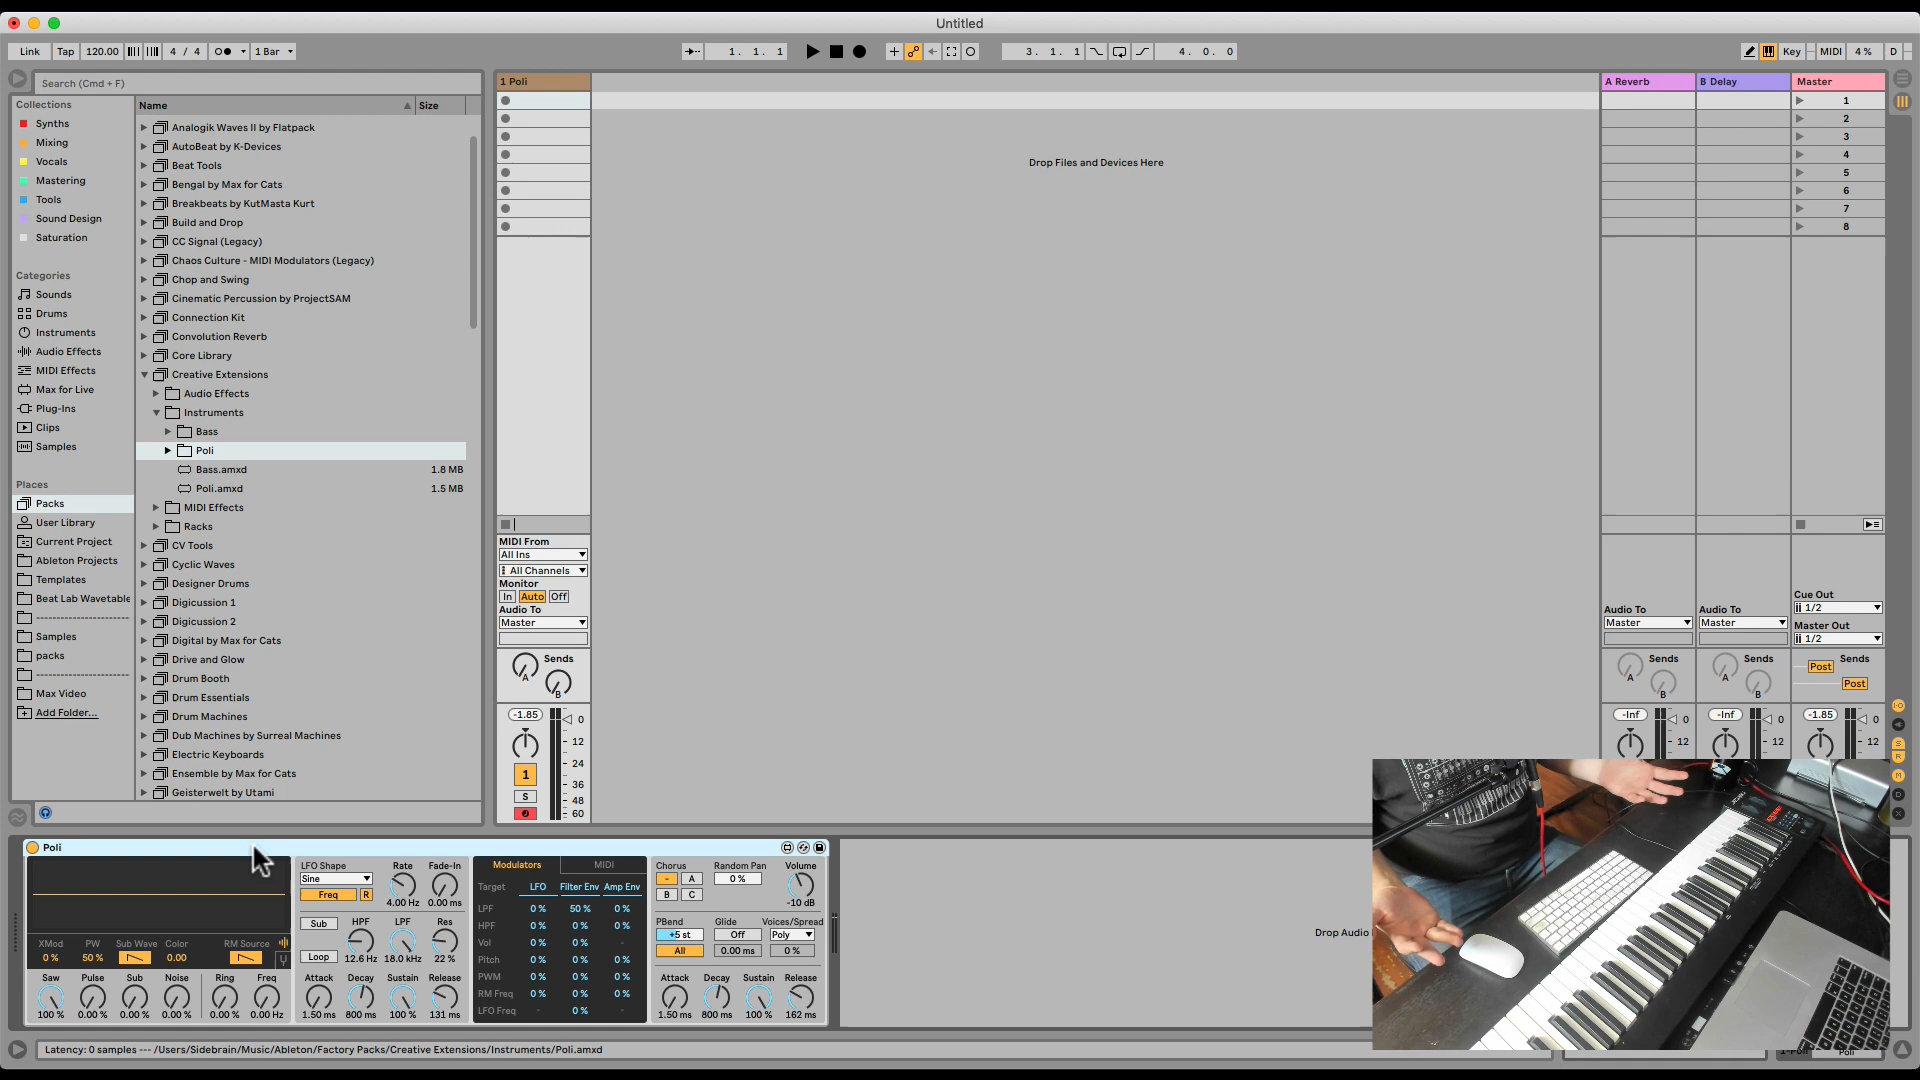 Untitled
Link Tap 120.00 4 / 4 1 Bar 1. 1. 1 3. 1. 1 4. 0. 0 Key MIDI 4 % D
Search (Cmd + F)
Collections
Synths
Mixing
Vocals
Mastering
Tools
Sound Design
Saturation
Categories
Sounds
Drums
Instruments
Audio Effects
MIDI Effects
Max for Live
Plug-Ins
Clips
Samples
Places
Packs
User Library
Current Project
Ableton Projects
Templates
Beat Lab Wavetable
------------------------
Samples
packs
------------------------
Max Video
Add Folder...
Name Size
Analogik Waves II by Flatpack
AutoBeat by K-Devices
Beat Tools
Bengal by Max for Cats
Breakbeats by KutMasta Kurt
Build and Drop
CC Signal (Legacy)
Chaos Culture - MIDI Modulators (Legacy)
Chop and Swing
Cinematic Percussion by ProjectSAM
Connection Kit
Convolution Reverb
Core Library
Creative Extensions
Audio Effects
Instruments
Bass
Poli
Bass.amxd 1.8 MB
Poli.amxd 1.5 MB
MIDI Effects
Racks
CV Tools
Cyclic Waves
Designer Drums
Digicussion 1
Digicussion 2
Digital by Max for Cats
Drive and Glow
Drum Booth
Drum Essentials
Drum Machines
Dub Machines by Surreal Machines
Electric Keyboards
Ensemble by Max for Cats
Geisterwelt by Utami
1 Poli
Drop Files and Devices Here
MIDI From
All Ins
All Channels
Monitor
In Auto Off
Audio To
Master
Sends
A
B
-1.85
0
12
24
36
48
60
1
S
A Reverb B Delay Master
1
2
3
4
5
6
7
8
Audio To
Master
Sends
A
B
-Inf
0
12
Audio To
Master
Sends
A
B
-Inf
0
12
Cue Out
1/2
Master Out
1/2
Sends
Post
Post
-1.85
0
12
I·O
S
R
M
D
X
Poli
XMod PW Sub Wave Color RM Source
0 % 50 % 0.00
Saw Pulse Sub Noise Ring Freq
100 % 0.00 % 0.00 % 0.00 % 0.00 % 0.00 Hz
LFO Shape Rate Fade-In
Sine
Freq R 4.00 Hz 0.00 ms
Sub HPF LPF Res
Loop 12.6 Hz 18.0 kHz 22 %
Attack Decay Sustain Release
1.50 ms 800 ms 100 % 131 ms
Modulators MIDI
Target LFO Filter Env Amp Env
LPF 0 % 50 % 0 %
HPF 0 % 0 % 0 %
Vol 0 % 0 % -
Pitch 0 % 0 % 0 %
PWM 0 % 0 % 0 %
RM Freq 0 % 0 % 0 %
LFO Freq - 0 % -
Chorus Random Pan Volume
- A 0 %
B C -10 dB
PBend Glide Voices/Spread
+5 st Off Poly
All 0.00 ms 0 %
Attack Decay Sustain Release
1.50 ms 800 ms 100 % 162 ms
Drop Audio
Latency: 0 samples --- /Users/Sidebrain/Music/Ableton/Factory Packs/Creative Extensions/Instruments/Poli.amxd
1-Poli Poli